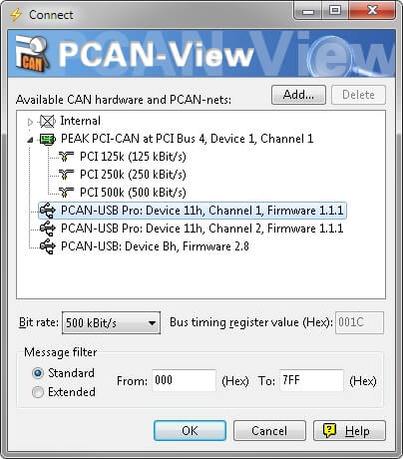 Connect
PCAN-View
CAN
Available CAN hardware and PCAN-nets:
Add...
Delete
Internal
PEAK PCI-CAN at PCI Bus 4, Device 1, Channel 1
PCI 125k (125 kBit/s)
PCI 250k (250 kBit/s)
PCI 500k (500 kBit/s)
PCAN-USB Pro: Device 11h, Channel 1, Firmware 1.1.1
PCAN-USB Pro: Device 11h, Channel 2, Firmware 1.1.1
PCAN-USB: Device Bh, Firmware 2.8
Bit rate: 500 kBit/s Bus timing register value (Hex): 001C
Message filter
Standard
Extended
From: 000 (Hex) To: 7FF (Hex)
OK
Cancel
Help